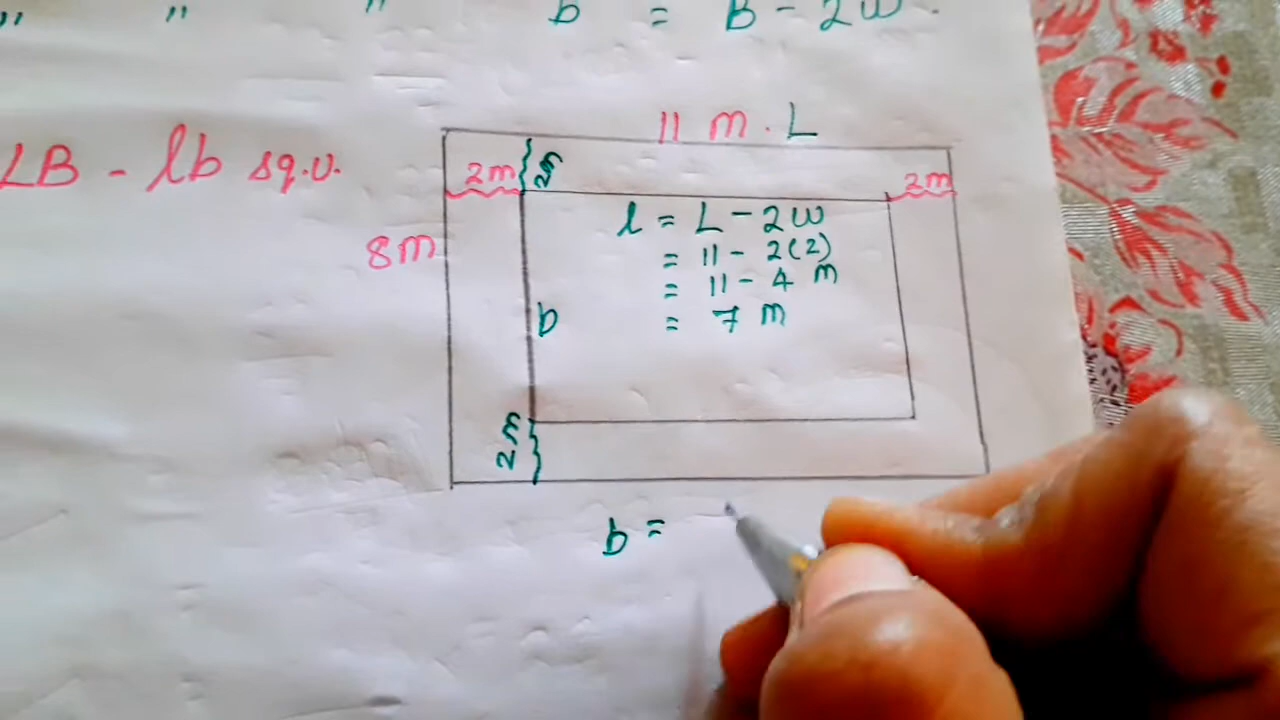 " " " b = B - 2w.
11 m. L
LB - lb sq.u.
2m 2m 2m
8m
l = L - 2w
= 11 - 2(2)
= 11 - 4 m
b = 7 m
2m
b =